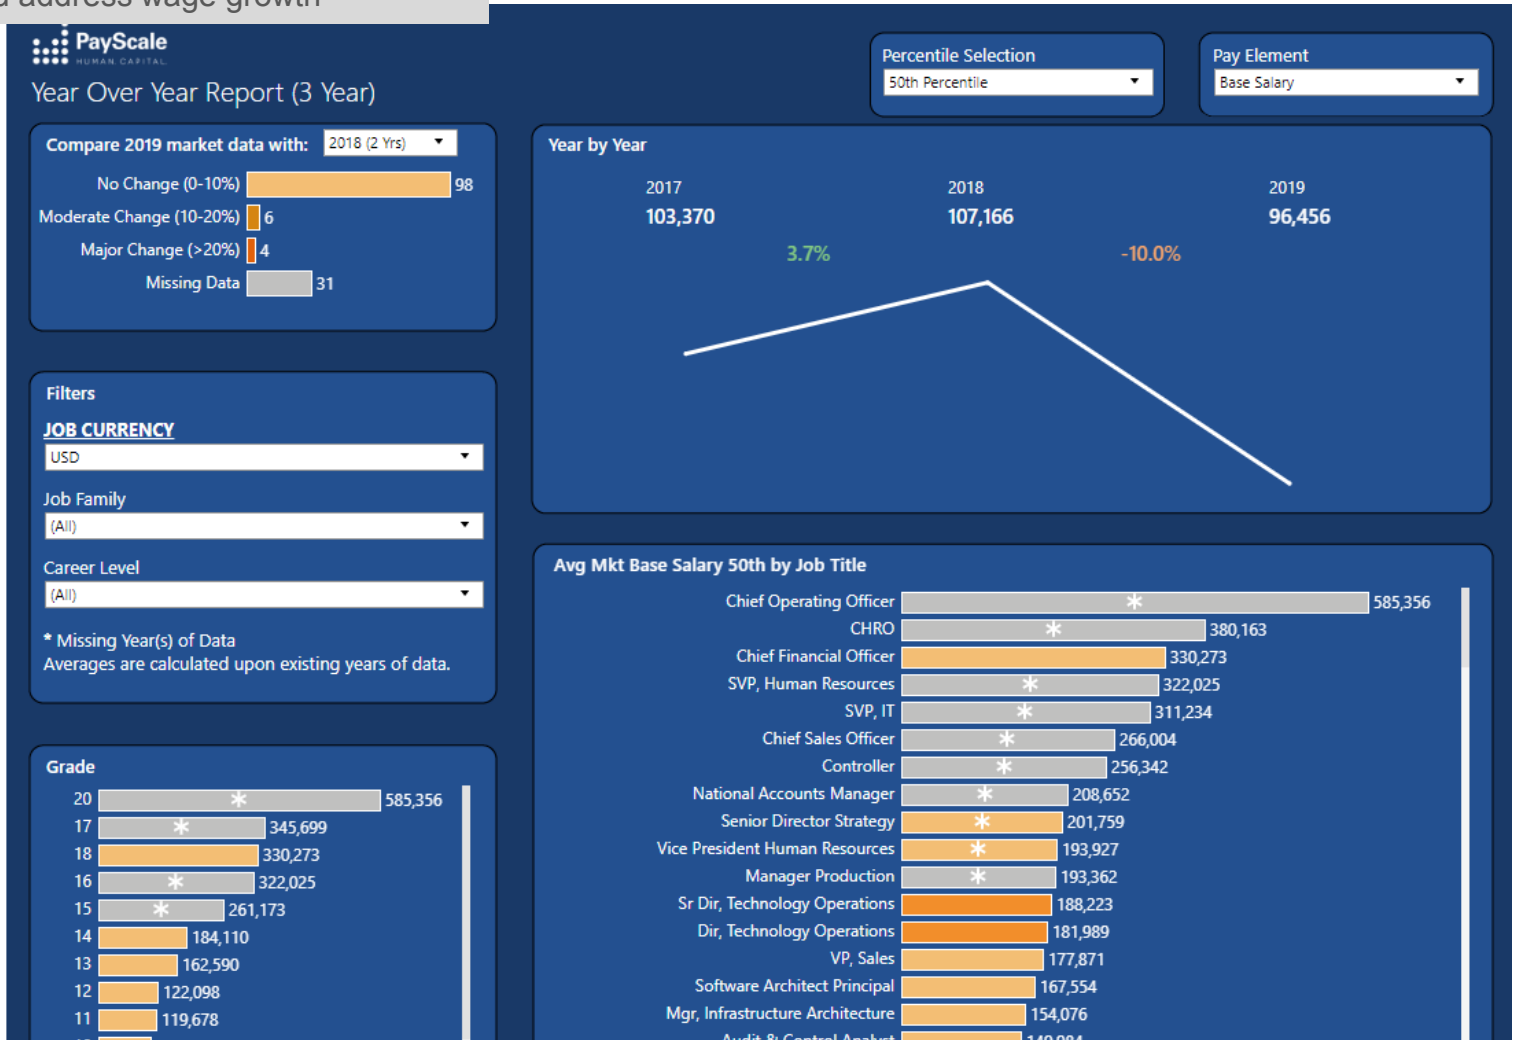 address wage growth
PayScale
HUMAN CAPITAL
Year Over Year Report (3 Year)
Percentile Selection
50th Percentile
Pay Element
Base Salary
Compare 2019 market data with: 2018 (2 Yrs)
No Change (0-10%) 98
Moderate Change (10-20%) 6
Major Change (>20%) 4
Missing Data 31
Year by Year
2017 2018 2019
103,370 107,166 96,456
3.7% -10.0%
Filters
JOB CURRENCY
USD
Job Family
(All)
Career Level
(All)
* Missing Year(s) of Data
Averages are calculated upon existing years of data.
Grade
20 * 585,356
17 * 345,699
18 330,273
16 * 322,025
15 * 261,173
14 184,110
13 162,590
12 122,098
11 119,678
Avg Mkt Base Salary 50th by Job Title
Chief Operating Officer * 585,356
CHRO * 380,163
Chief Financial Officer 330,273
SVP, Human Resources * 322,025
SVP, IT * 311,234
Chief Sales Officer * 266,004
Controller * 256,342
National Accounts Manager * 208,652
Senior Director Strategy * 201,759
Vice President Human Resources * 193,927
Manager Production * 193,362
Sr Dir, Technology Operations 188,223
Dir, Technology Operations 181,989
VP, Sales 177,871
Software Architect Principal 167,554
Mgr, Infrastructure Architecture 154,076
Audit & Control Analyst